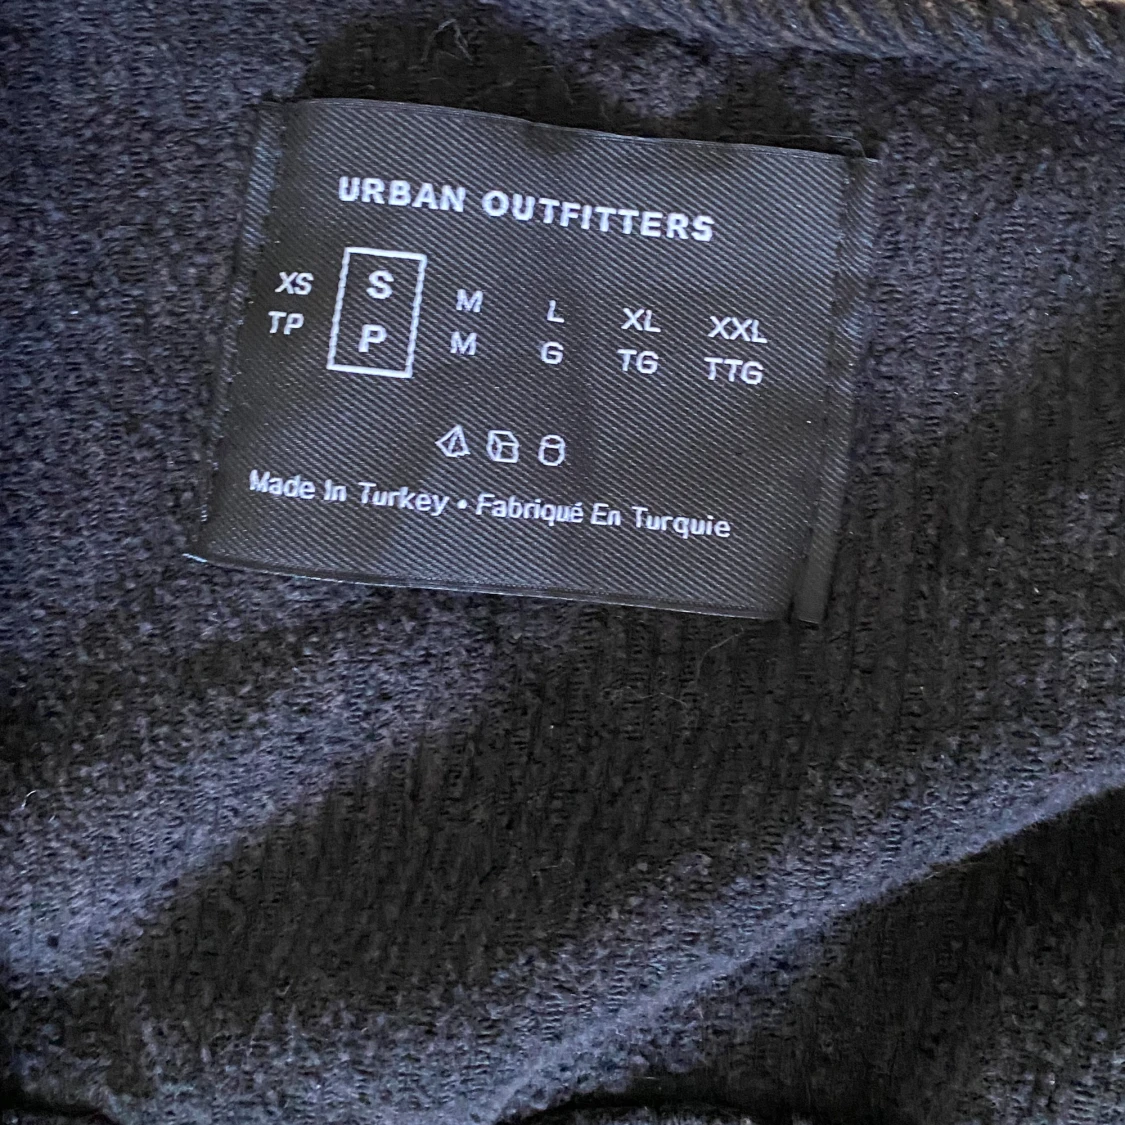 URBAN OUTFITTERS
XS S M L XL XXL
TP P M G TG TTG
Made In Turkey • Fabriqué En Turquie